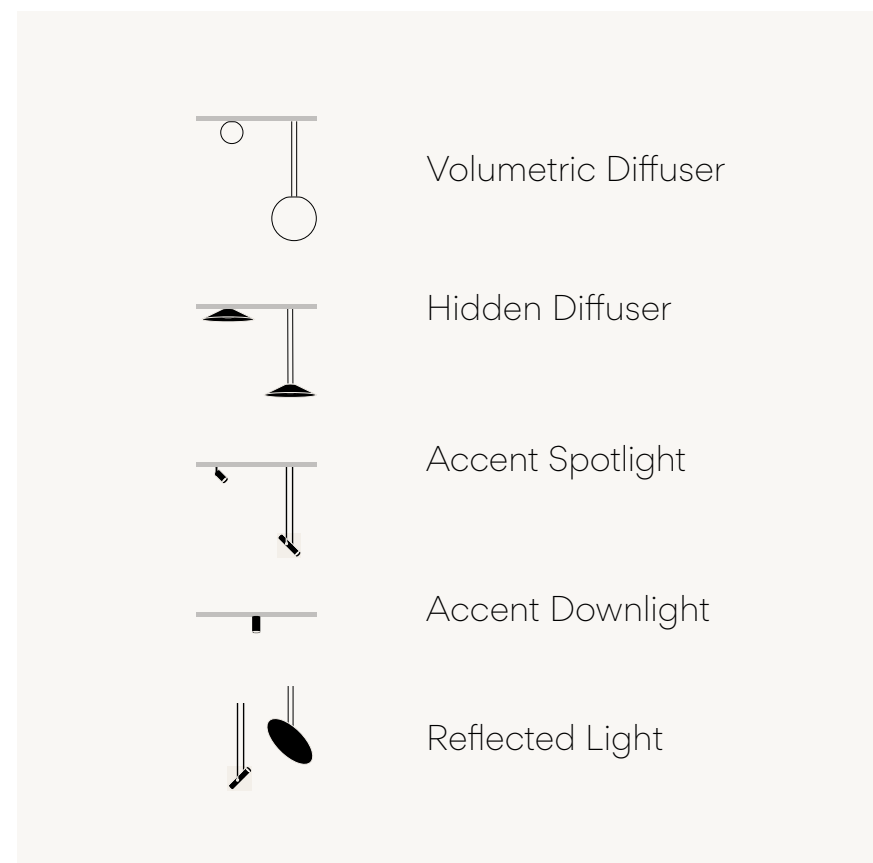 Volumetric Diffuser
Hidden Diffuser
Accent Spotlight
Accent Downlight
Reflected Light